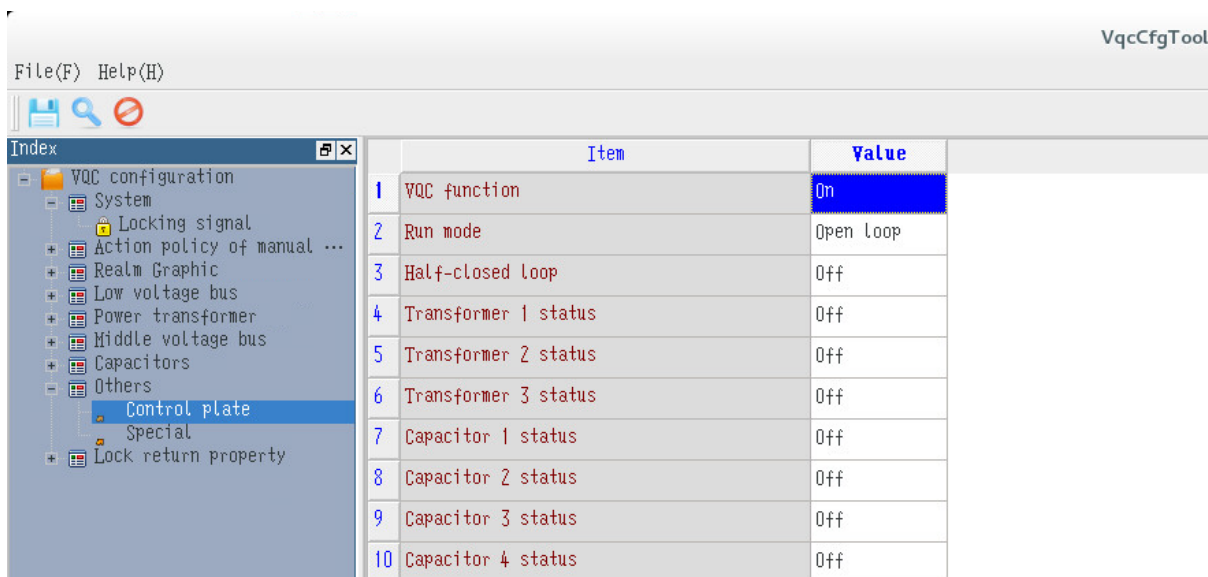 VqcCfgTool
File(F) Help(H)
Index
VQC configuration
System
Locking signal
Action policy of manual ...
Realm Graphic
Low voltage bus
Power transformer
Middle voltage bus
Capacitors
Others
Control plate
Special
Lock return property
Item Value
1 VQC function On
2 Run mode Open loop
3 Half-closed loop Off
4 Transformer 1 status Off
5 Transformer 2 status Off
6 Transformer 3 status Off
7 Capacitor 1 status Off
8 Capacitor 2 status Off
9 Capacitor 3 status Off
10 Capacitor 4 status Off